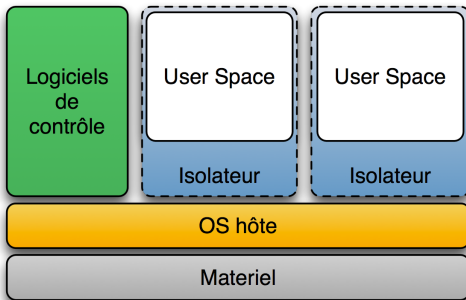 Logiciels
de
contrôle
User Space
Isolateur
User Space
Isolateur
OS hôte
Materiel